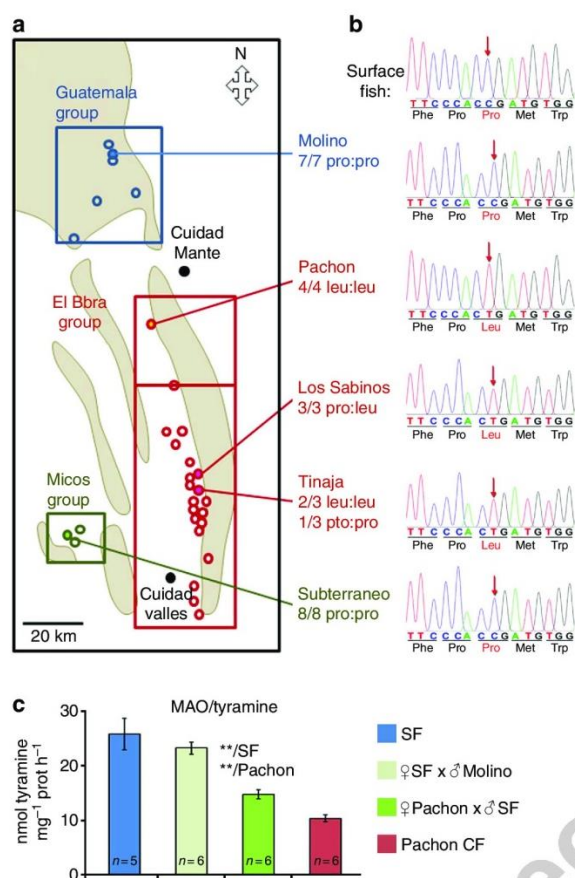 a
N
Guatemala
group
Molino
7/7 pro:pro
Cuidad
Mante
El Bbra
group
Pachon
4/4 leu:leu
Los Sabinos
3/3 pro:leu
Micos
group
Tinaja
2/3 leu:leu
1/3 pto:pro
Cuidad
valles
Subterraneo
8/8 pro:pro
20 km
b
Surface
fish:
TTCCCACCGATGTGG
Phe Pro Pro Met Trp
TTCCCACCGATGTGG
Phe Pro Pro Met Trp
TTCCCACTGATGTGG
Phe Pro Leu Met Trp
TTCCCACTGATGTGG
Phe Pro Leu Met Trp
TTCCCACTGATGTGG
Phe Pro Leu Met Trp
TTCCCACCGATGTGG
Phe Pro Pro Met Trp
c
MAO/tyramine
nmol tyramine
mg⁻¹ prot h⁻¹
30
20
10
0
**/SF
**/Pachon
n=5 n=6 n=6 n=6
SF
♀SF x ♂Molino
♀Pachon x ♂SF
Pachon CF